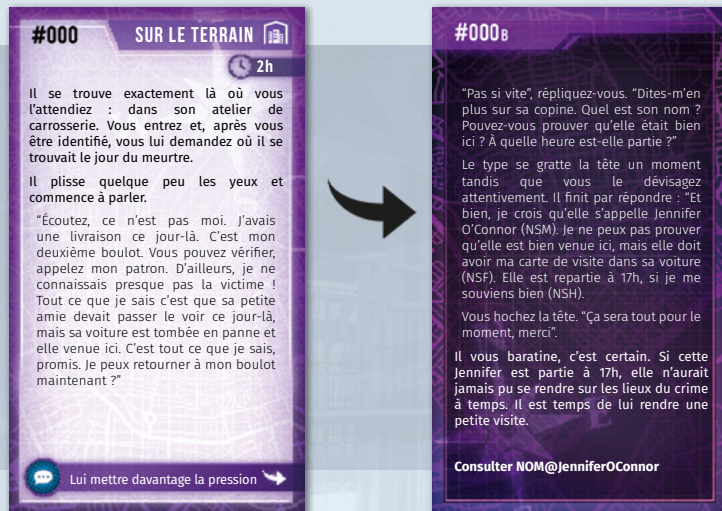 #000 SUR LE TERRAIN
2h
Il se trouve exactement là où vous
l'attendiez : dans son atelier de
carrosserie. Vous entrez et, après vous
être identifié, vous lui demandez où il se
trouvait le jour du meurtre.
Il plisse quelque peu les yeux et
commence à parler.
“Écoutez, ce n'est pas moi. J'avais
une livraison ce jour-là. C'est mon
deuxième boulot. Vous pouvez vérifier,
appelez mon patron. D'ailleurs, je ne
connaissais presque pas la victime !
Tout ce que je sais c'est que sa petite
amie devait passer le voir ce jour-là,
mais sa voiture est tombée en panne et
elle venue ici. C'est tout ce que je sais,
promis. Je peux retourner à mon boulot
maintenant ?”
Lui mettre davantage la pression
#000B
“Pas si vite”, répliquez-vous. “Dites-m'en
plus sur sa copine. Quel est son nom ?
Pouvez-vous prouver qu'elle était bien
ici ? À quelle heure est-elle partie ?”
Le type se gratte la tête un moment
tandis que vous le dévisagez
attentivement. Il finit par répondre : “Et
bien, je crois qu'elle s'appelle Jennifer
O'Connor (NSM). Je ne peux pas prouver
qu'elle est bien venue ici, mais elle doit
avoir ma carte de visite dans sa voiture
(NSF). Elle est repartie à 17h, si je me
souviens bien (NSH).
Vous hochez la tête. “Ça sera tout pour le
moment, merci”.
Il vous baratine, c'est certain. Si cette
Jennifer est partie à 17h, elle n'aurait
jamais pu se rendre sur les lieux du crime
à temps. Il est temps de lui rendre une
petite visite.
Consulter NOM@JenniferOConnor